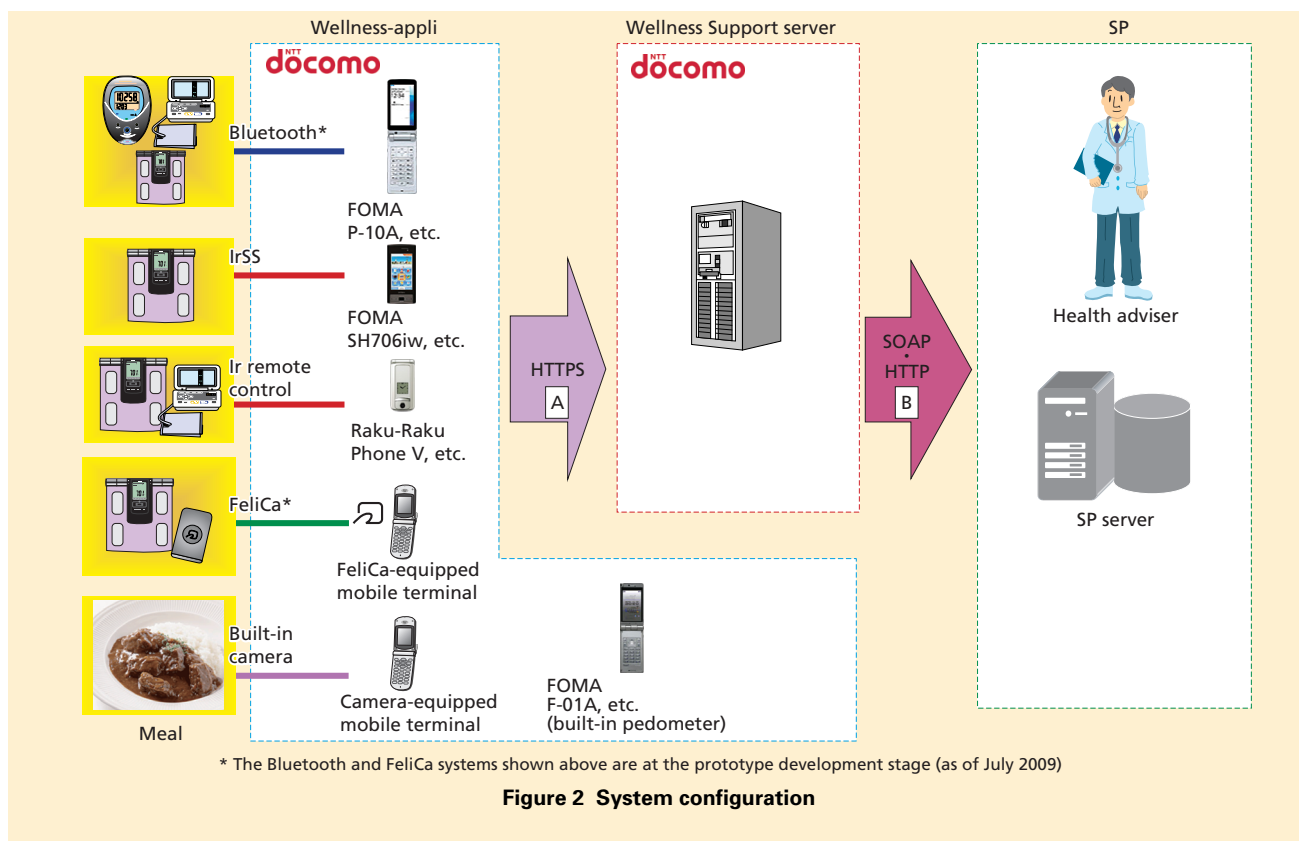 Wellness-appli
Wellness Support server
SP
NTT
döcomo
NTT
döcomo
Bluetooth*
FOMA
P-10A, etc.
IrSS
FOMA
SH706iw, etc.
Ir remote
control
Raku-Raku
Phone V, etc.
FeliCa*
FeliCa-equipped
mobile terminal
Built-in
camera
Camera-equipped
mobile terminal
Meal
FOMA
F-01A, etc.
(built-in pedometer)
HTTPS
A
SOAP
・
HTTP
B
Health adviser
SP server
* The Bluetooth and FeliCa systems shown above are at the prototype development stage (as of July 2009)
Figure 2 System configuration